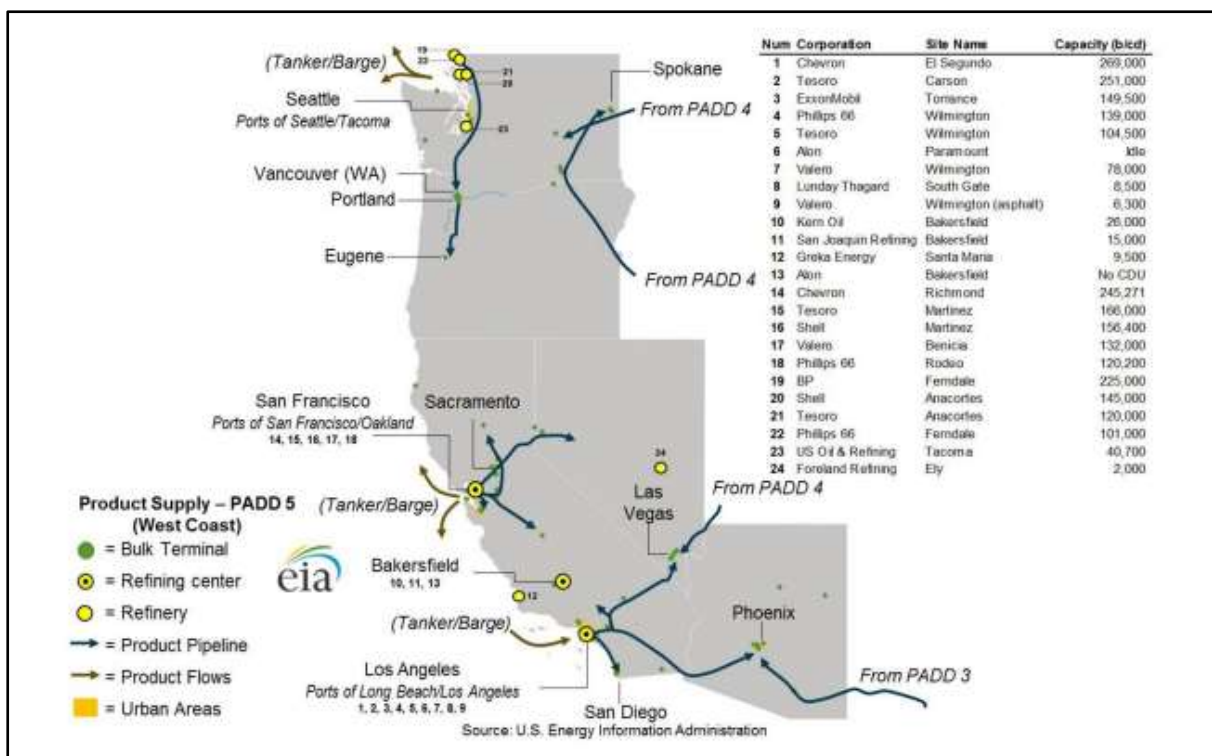 Num Corporation Site Name Capacity (b/cd)
1 Chevron El Segundo 269,000
2 Tesoro Carson 251,000
3 ExxonMobil Torrance 149,500
4 Phillips 66 Wilmington 139,000
5 Tesoro Wilmington 104,500
6 Alon Paramount Idle
7 Valero Wilmington 78,000
8 Lunday Thagard South Gate 8,500
9 Valero Wilmington (asphalt) 6,300
10 Kern Oil Bakersfield 26,000
11 San Joaquin Refining Bakersfield 15,000
12 Greka Energy Santa Maria 9,500
13 Alon Bakersfield No CDU
14 Chevron Richmond 245,271
15 Tesoro Martinez 166,000
16 Shell Martinez 156,400
17 Valero Benicia 132,000
18 Phillips 66 Rodeo 120,200
19 BP Ferndale 225,000
20 Shell Anacortes 145,000
21 Tesoro Anacortes 120,000
22 Phillips 66 Ferndale 101,000
23 US Oil & Refining Tacoma 40,700
24 Foreland Refining Ely 2,000
19
22
(Tanker/Barge)
21
20
Spokane
Seattle
Ports of Seattle/Tacoma
From PADD 4
23
Vancouver (WA)
Portland
Eugene
From PADD 4
San Francisco
Ports of San Francisco/Oakland
14, 15, 16, 17, 18
Sacramento
24
Las
Vegas
From PADD 4
(Tanker/Barge)
Bakersfield
10, 11, 13
12
(Tanker/Barge)
Phoenix
Los Angeles
Ports of Long Beach/Los Angeles
1, 2, 3, 4, 5, 6, 7, 8, 9
San Diego
From PADD 3
Product Supply – PADD 5
(West Coast)
= Bulk Terminal
= Refining center
= Refinery
= Product Pipeline
= Product Flows
= Urban Areas
eia
Source: U.S. Energy Information Administration